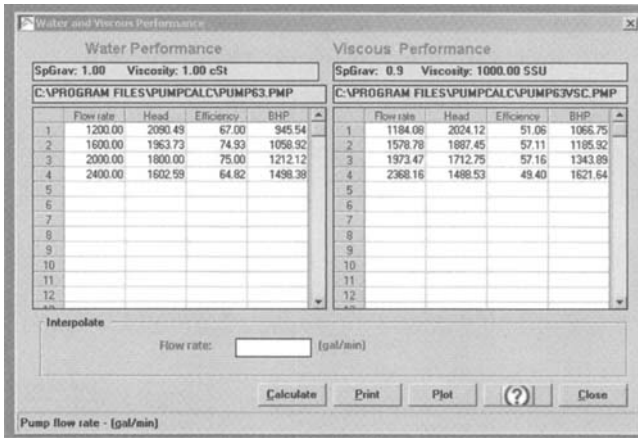 Water and Viscous Performance
Water Performance Viscous Performance
SpGrav: 1.00 Viscosity: 1.00 cSt SpGrav: 0.9 Viscosity: 1000.00 SSU
C:\PROGRAM FILES\PUMPCALC\PUMP63.PMP C:\PROGRAM FILES\PUMPCALC\PUMP63VSC.PMP
Flow rate Head Efficiency BHP Flow rate Head Efficiency BHP
1 1200.00 2090.49 67.00 945.54 1 1184.08 2024.12 51.06 1066.75
2 1600.00 1963.73 74.93 1058.92 2 1578.78 1887.45 57.11 1185.92
3 2000.00 1800.00 75.00 1212.12 3 1973.47 1712.75 57.16 1343.89
4 2400.00 1602.59 64.82 1498.38 4 2368.16 1488.53 49.40 1621.64
5 5
6 6
7 7
8 8
9 9
10 10
11 11
12 12
Interpolate
Flow rate: (gal/min)
Calculate Print Plot (?) Close
Pump flow rate - (gal/min)